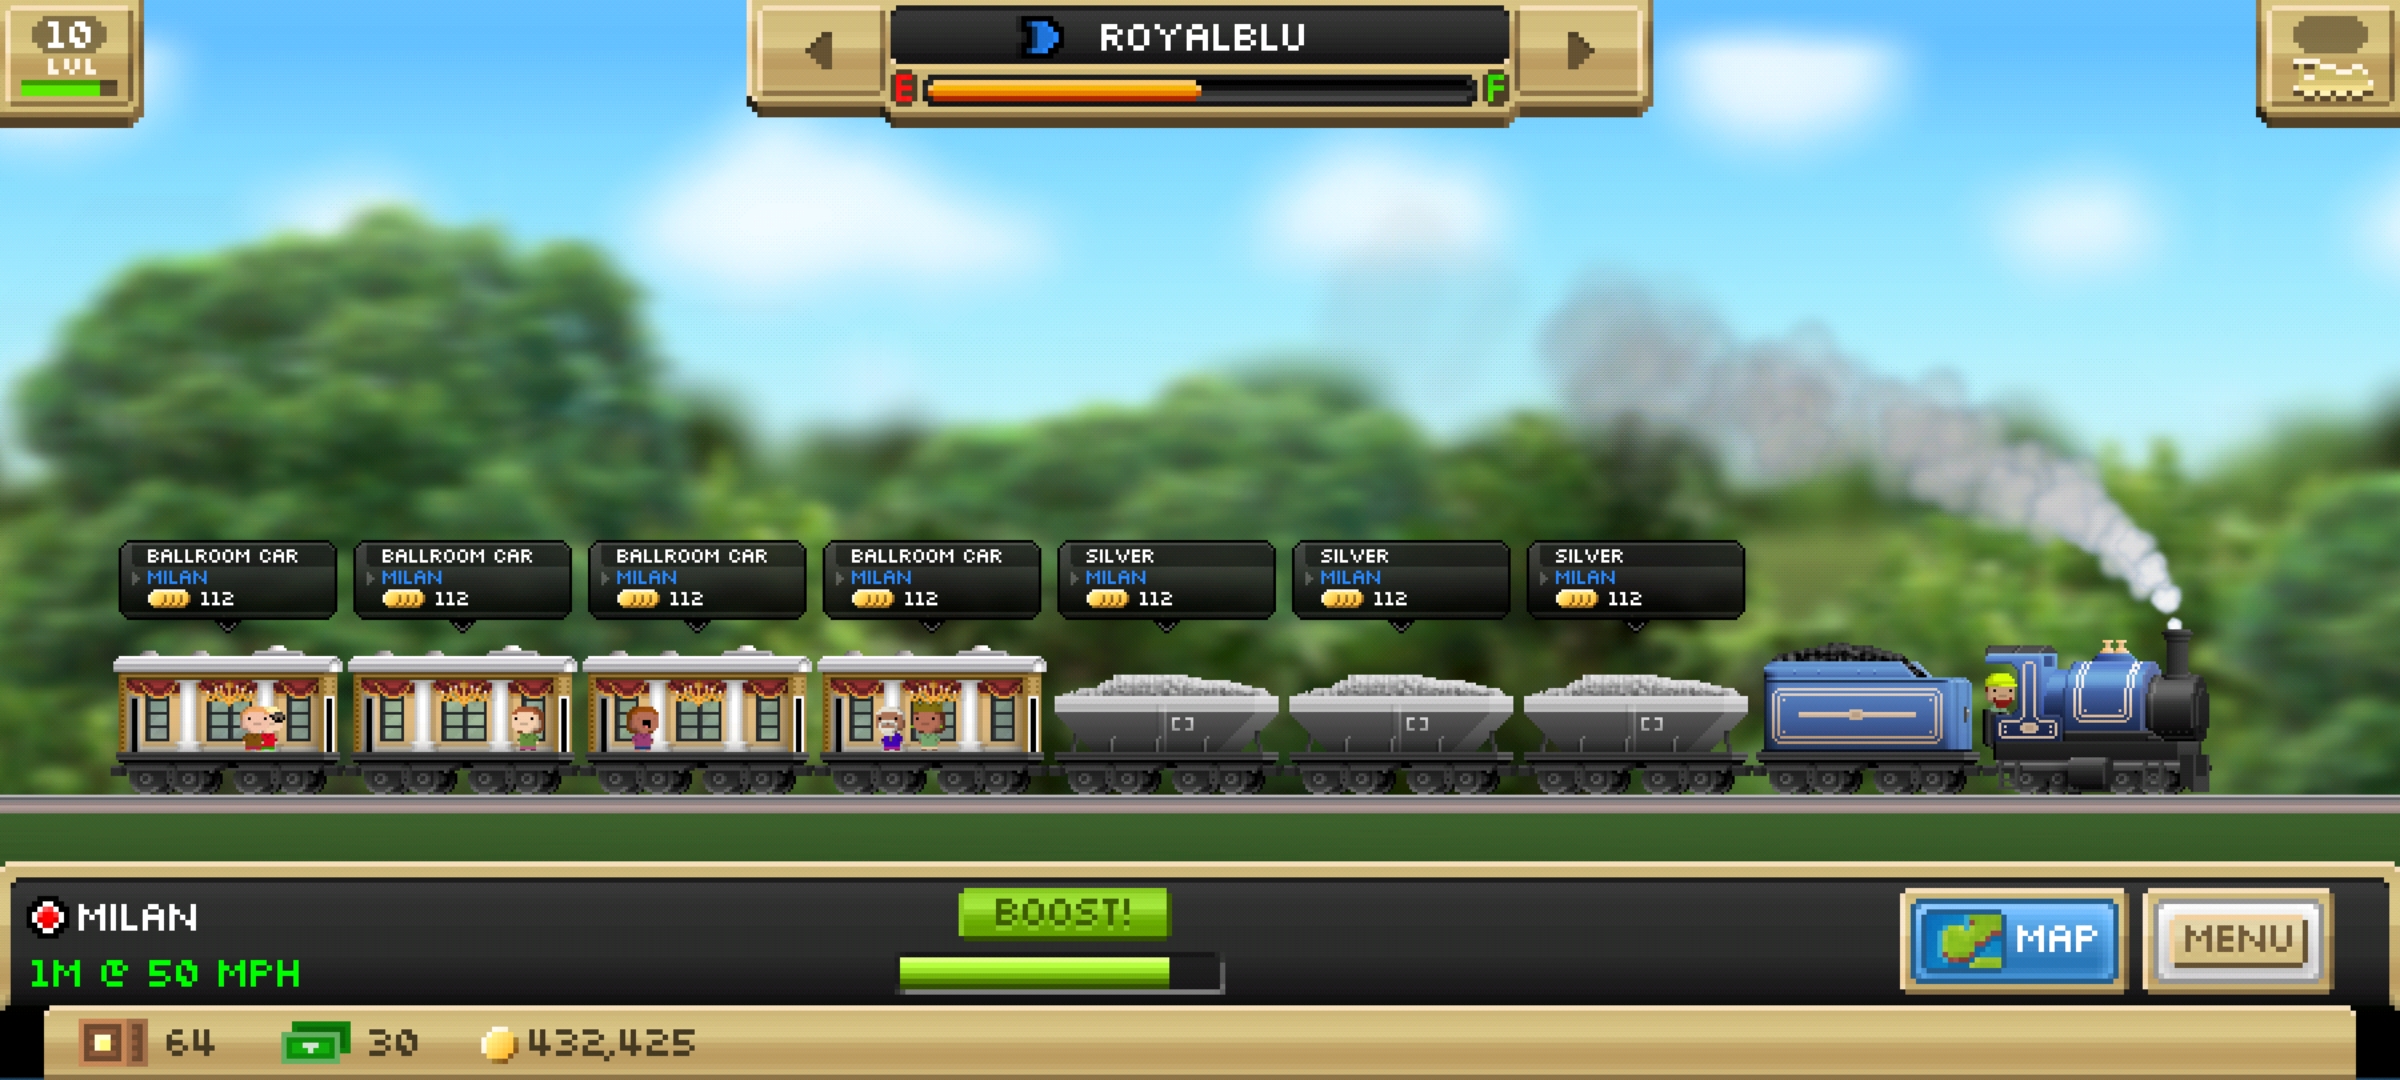 10
LVL
ROYALBLU
E F
BALLROOM CAR
MILAN
112
BALLROOM CAR
MILAN
112
BALLROOM CAR
MILAN
112
BALLROOM CAR
MILAN
112
SILVER
MILAN
112
SILVER
MILAN
112
SILVER
MILAN
112
MILAN
1M @ 50 MPH
BOOST!
MAP
MENU
64
30
432,425